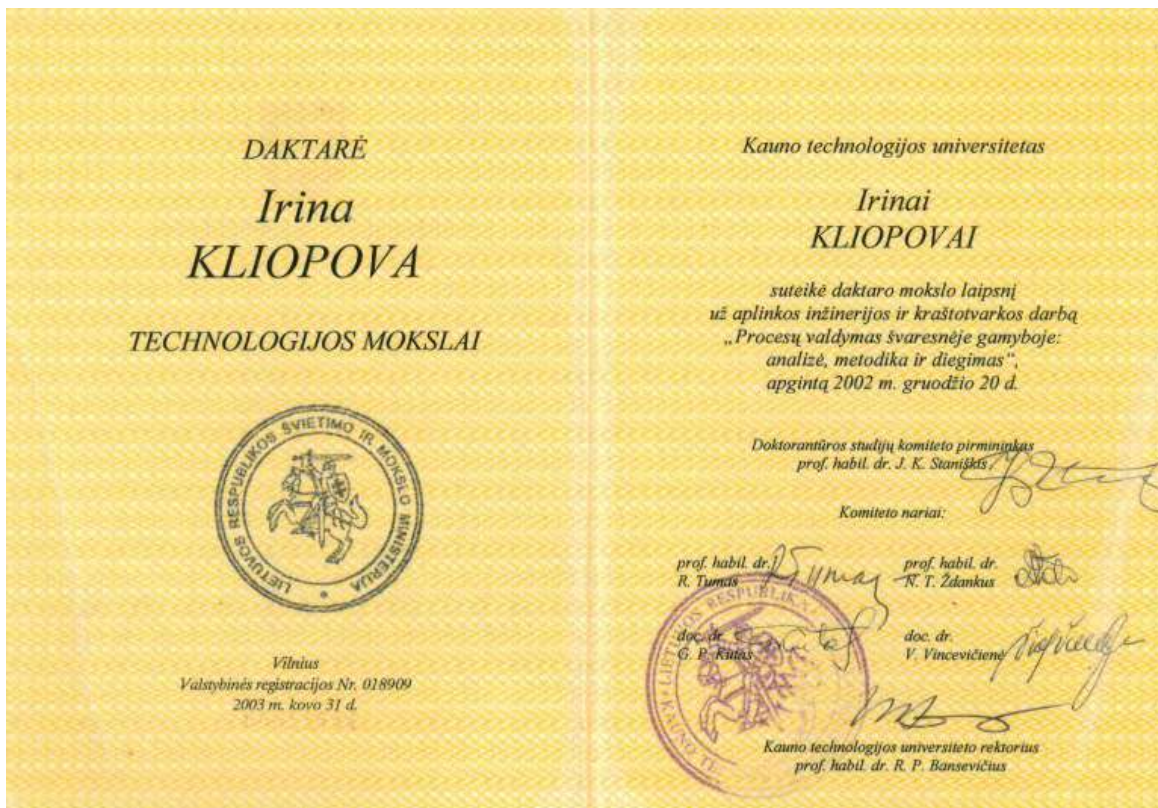 DAKTARĖ
Irina
KLIOPOVA
TECHNOLOGIJOS MOKSLAI
LIETUVOS RESPUBLIKOS ŠVIETIMO IR MOKSLO MINISTERIJA
Vilnius
Valstybinės registracijos Nr. 018909
2003 m. kovo 31 d.
Kauno technologijos universitetas
Irinai
KLIOPOVAI
suteikė daktaro mokslo laipsnį
už aplinkos inžinerijos ir kraštotvarkos darbą
„Procesų valdymas švaresnėje gamyboje:
analizė, metodika ir diegimas“,
apgintą 2002 m. gruodžio 20 d.
Doktorantūros studijų komiteto pirmininkas
prof. habil. dr. J. K. Staniškis
Komiteto nariai:
prof. habil. dr. prof. habil. dr.
R. Tumas N. T. Ždankus
doc. dr. doc. dr.
G. P. Kutas V. Vincevičienė
LIETUVOS RESPUBLIKA
Kauno technologijos universiteto rektorius
prof. habil. dr. R. P. Bansevičius